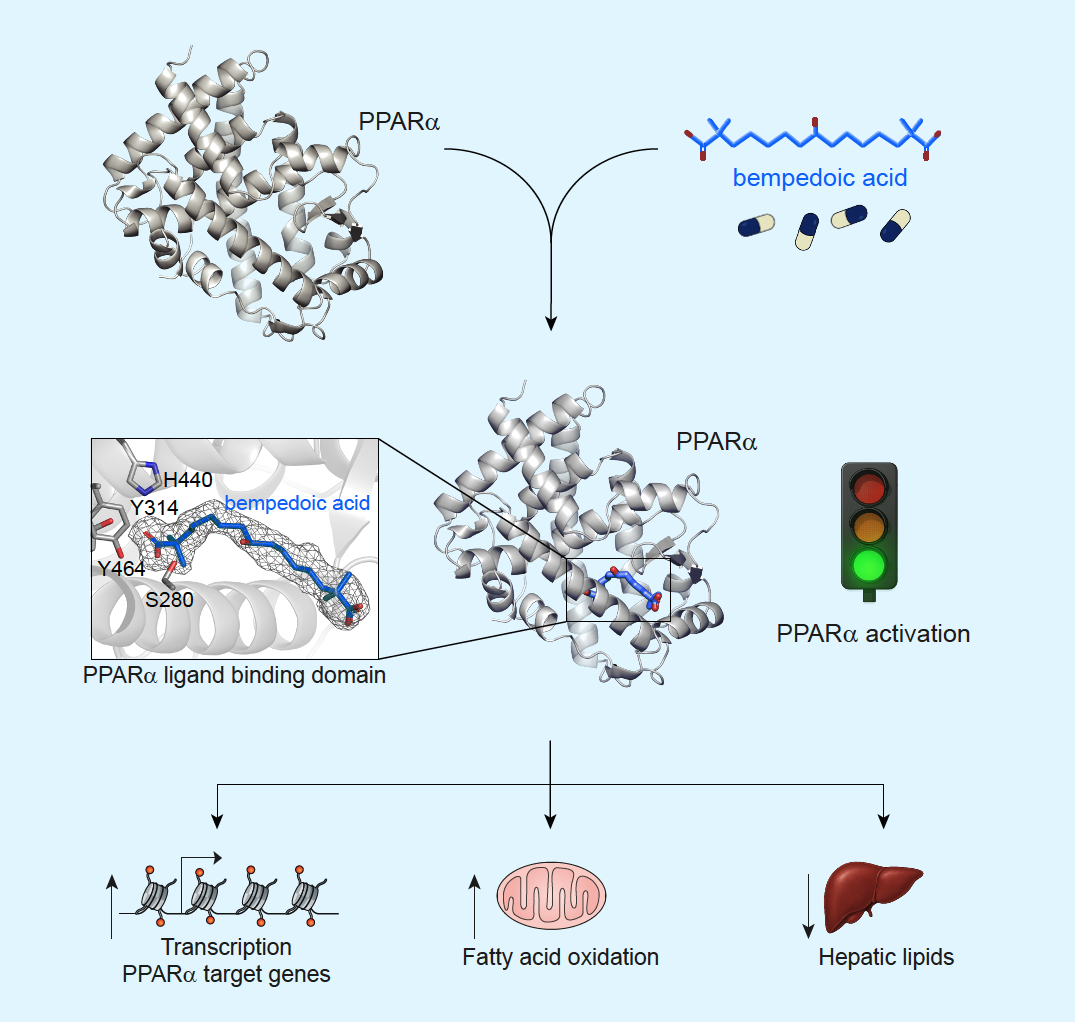 PPARα
bempedoic acid
PPARα
H440
bempedoic acid
Y314
Y464
S280
PPARα ligand binding domain
PPARα activation
Transcription
PPARα target genes
Fatty acid oxidation
Hepatic lipids